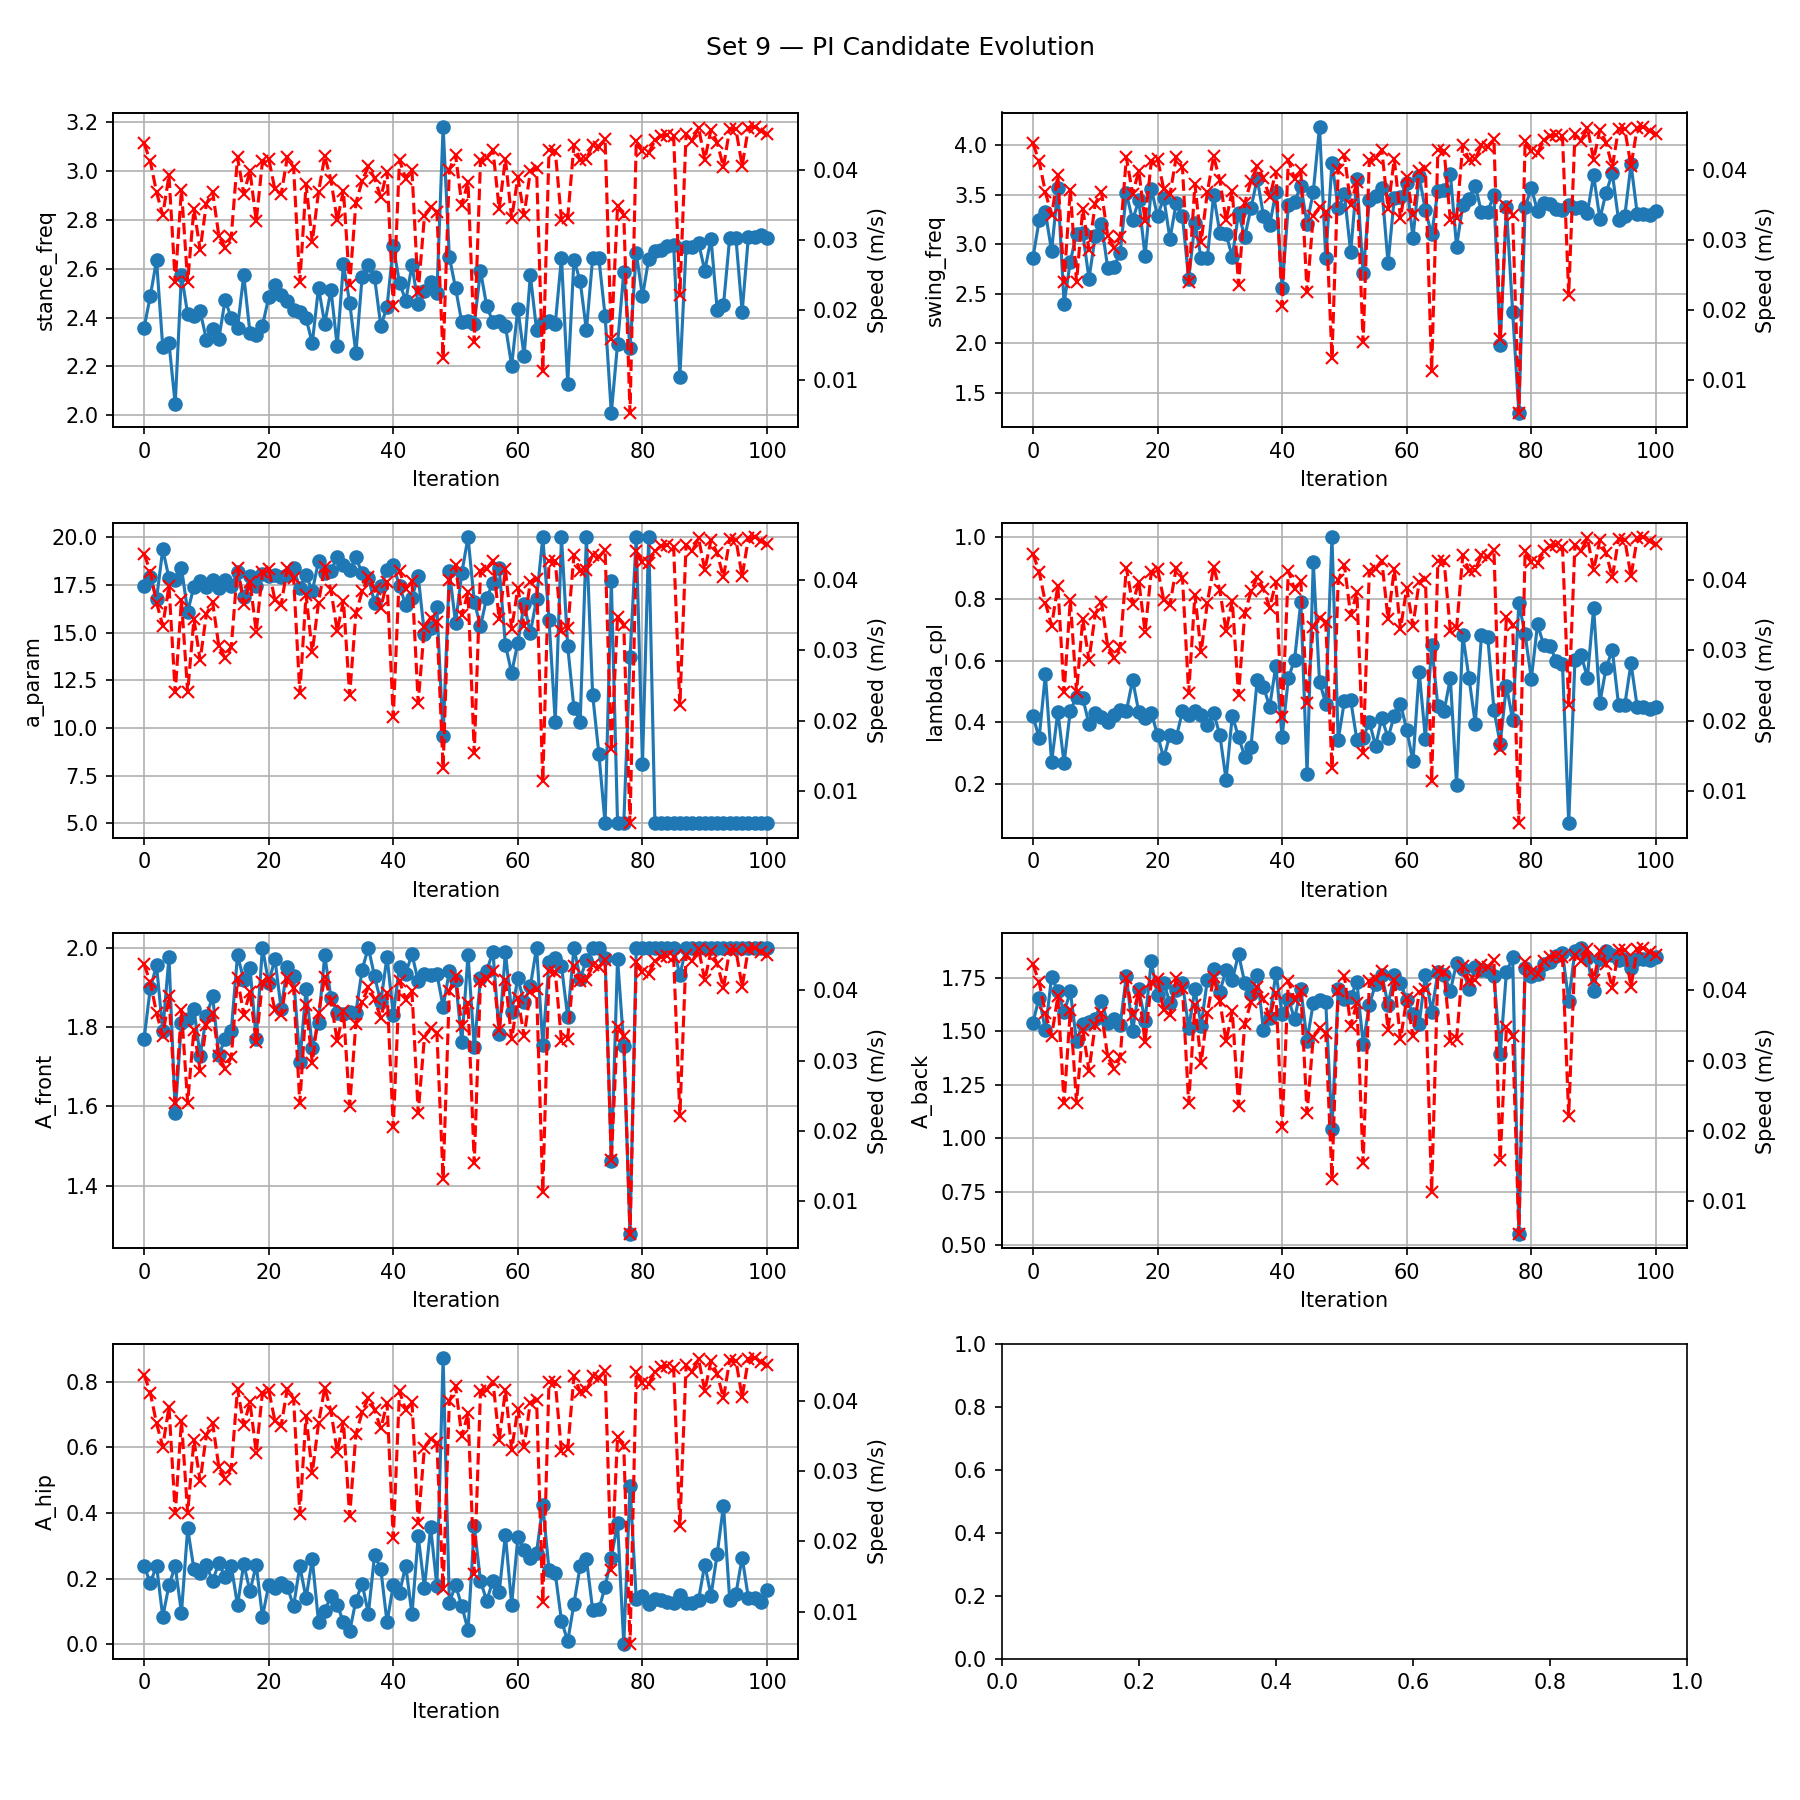 Set 9 — PI Candidate Evolution
3.2
3.0
2.8
2.6
2.4
2.2
2.0
stance_freq
0.04
0.03
0.02
0.01
Speed (m/s)
0 20 40 60 80 100
Iteration
4.0
3.5
3.0
2.5
2.0
1.5
swing_freq
0.04
0.03
0.02
0.01
Speed (m/s)
0 20 40 60 80 100
Iteration
20.0
17.5
15.0
12.5
10.0
7.5
5.0
a_param
0.04
0.03
0.02
0.01
Speed (m/s)
0 20 40 60 80 100
Iteration
1.0
0.8
0.6
0.4
0.2
lambda_cpl
0.04
0.03
0.02
0.01
Speed (m/s)
0 20 40 60 80 100
Iteration
2.0
1.8
1.6
1.4
A_front
0.04
0.03
0.02
0.01
Speed (m/s)
0 20 40 60 80 100
Iteration
1.75
1.50
1.25
1.00
0.75
0.50
A_back
0.04
0.03
0.02
0.01
Speed (m/s)
0 20 40 60 80 100
Iteration
0.8
0.6
0.4
0.2
0.0
A_hip
0.04
0.03
0.02
0.01
Speed (m/s)
0 20 40 60 80 100
Iteration
1.0
0.8
0.6
0.4
0.2
0.0
0.0 0.2 0.4 0.6 0.8 1.0